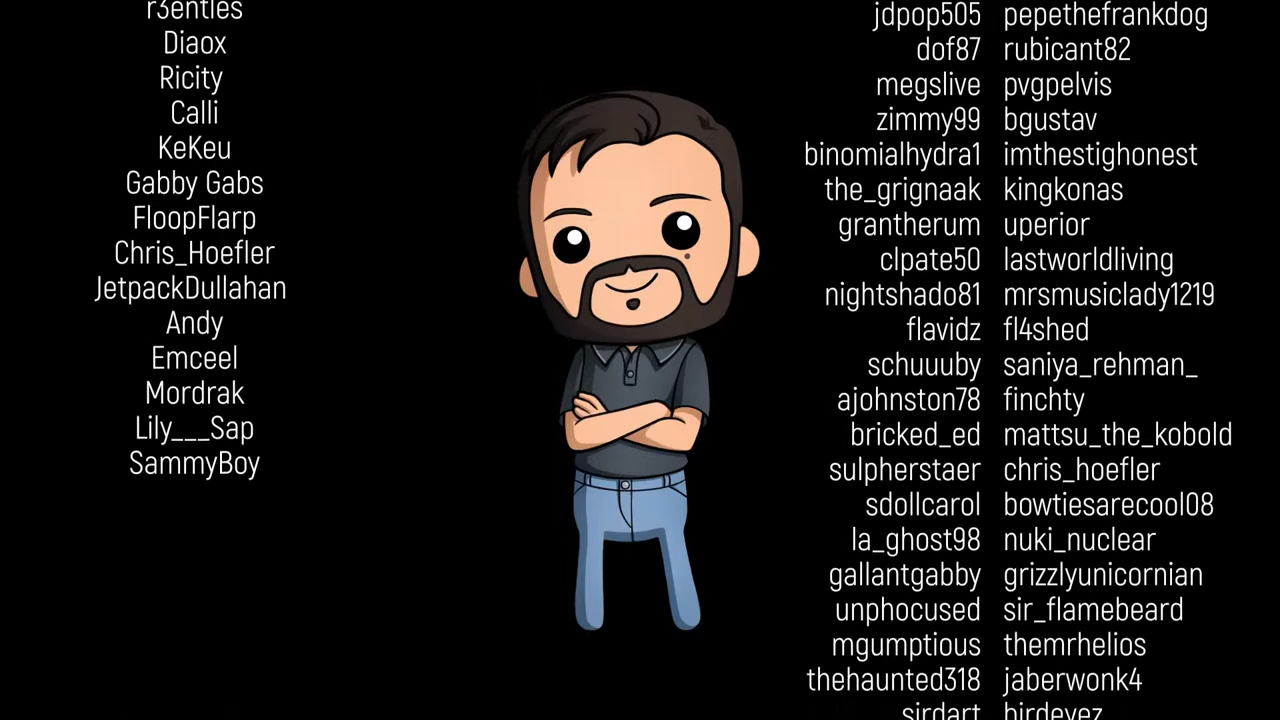 r3entles
Diaox
Ricity
Calli
KeKeu
Gabby Gabs
FloopFlarp
Chris_Hoefler
JetpackDullahan
Andy
Emceel
Mordrak
Lily___Sap
SammyBoy
jdpop505 pepethefrankdog
dof87 rubicant82
megslive pvgpelvis
zimmy99 bgustav
binomialhydra1 imthestighonest
the_grignaak kingkonas
grantherum uperior
clpate50 lastworldliving
nightshado81 mrsmusiclady1219
flavidz fl4shed
schuuuby saniya_rehman_
ajohnston78 finchty
bricked_ed mattsu_the_kobold
sulpherstaer chris_hoefler
sdollcarol bowtiesarecool08
la_ghost98 nuki_nuclear
gallantgabby grizzlyunicornian
unphocused sir_flamebeard
mgumptious themrhelios
thehaunted318 jaberwonk4
sirdart